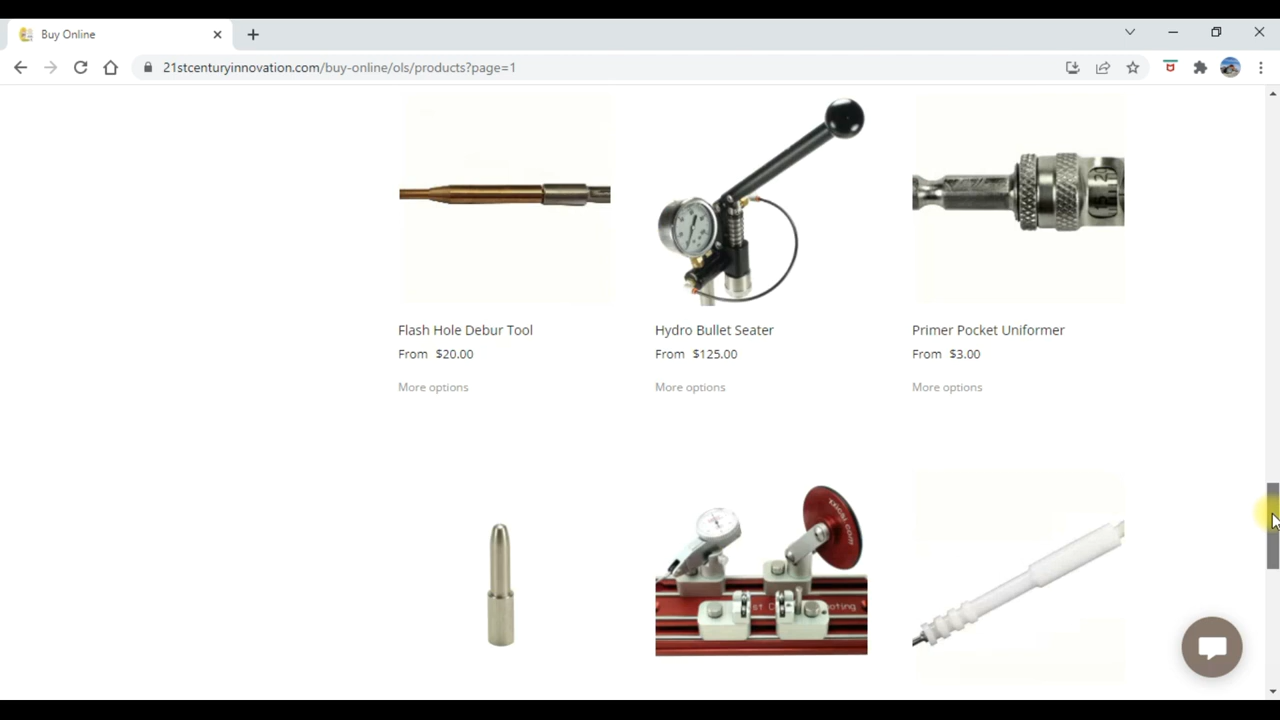 Buy Online
21stcenturyinnovation.com/buy-online/ols/products?page=1
Flash Hole Debur Tool
From $20.00
More options
Hydro Bullet Seater
From $125.00
More options
Primer Pocket Uniformer
From $3.00
More options